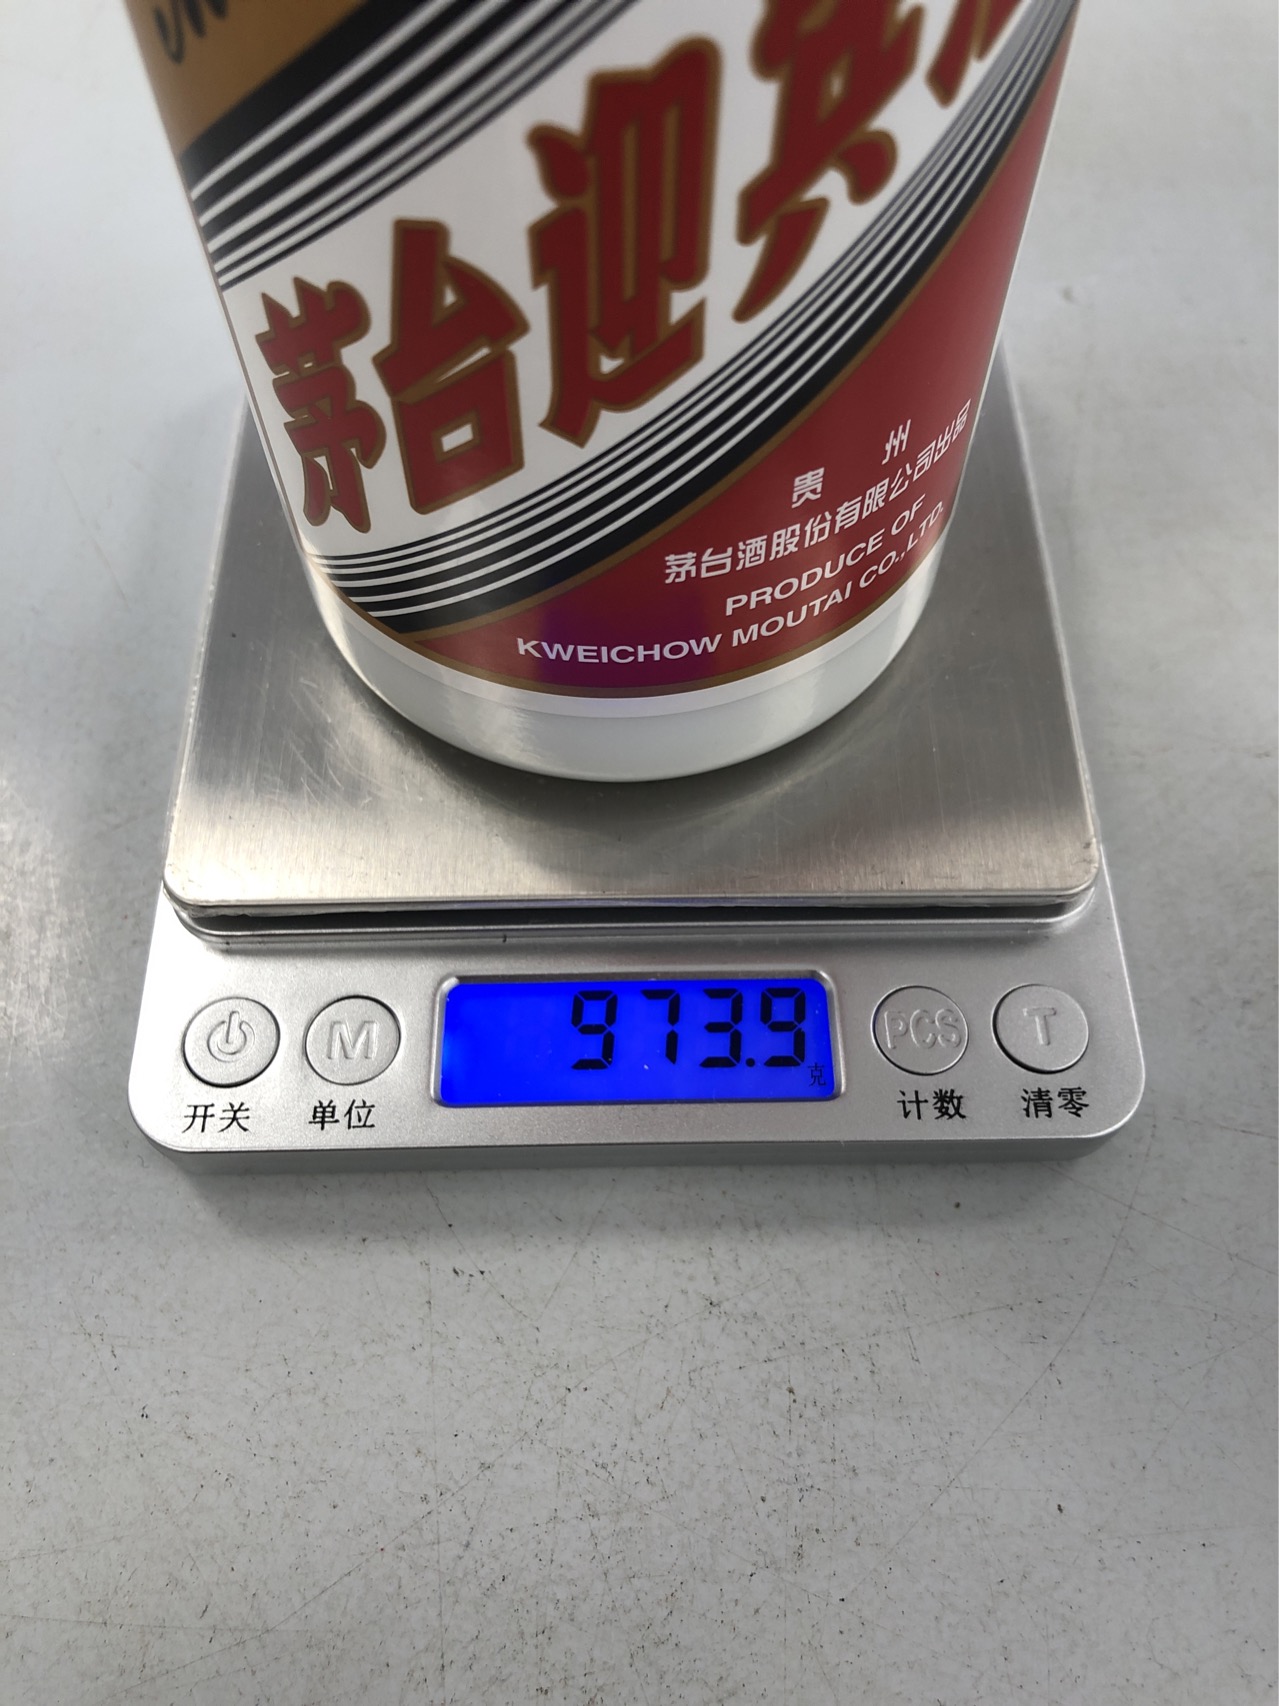 茅台迎宾
贵州
茅台酒股份有限公司出品
PRODUCE OF
KWEICHOW MOUTAI CO.,LTD.
973.9
克
M
PCS
T
开关
单位
计数
清零